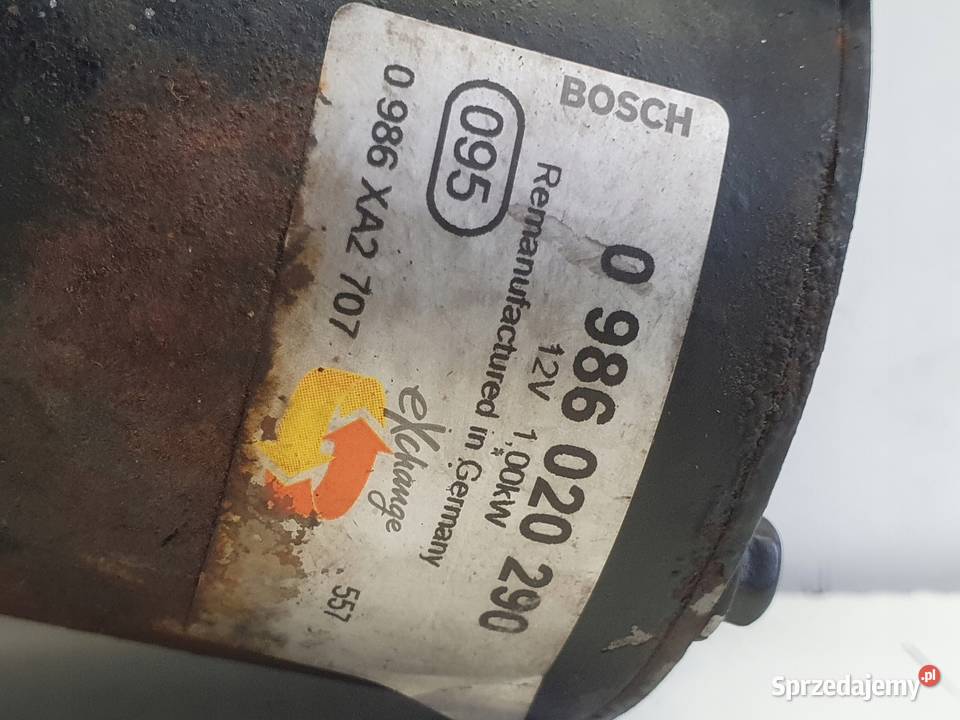 BOSCH
0 986 020 290
12V 1,00kW
Remanufactured in Germany
095
exchange
0 986 XA2 707
557
Sprzedajemy.pl